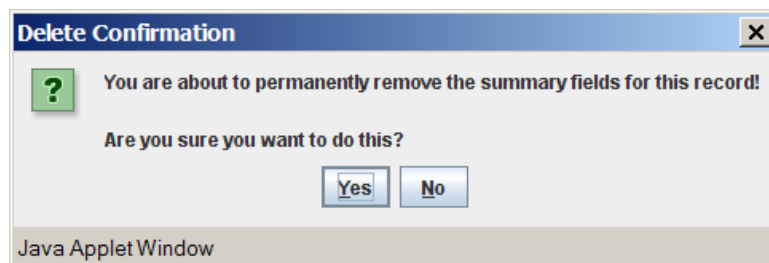 Delete Confirmation
?
You are about to permanently remove the summary fields for this record!
Are you sure you want to do this?
Yes No
Java Applet Window